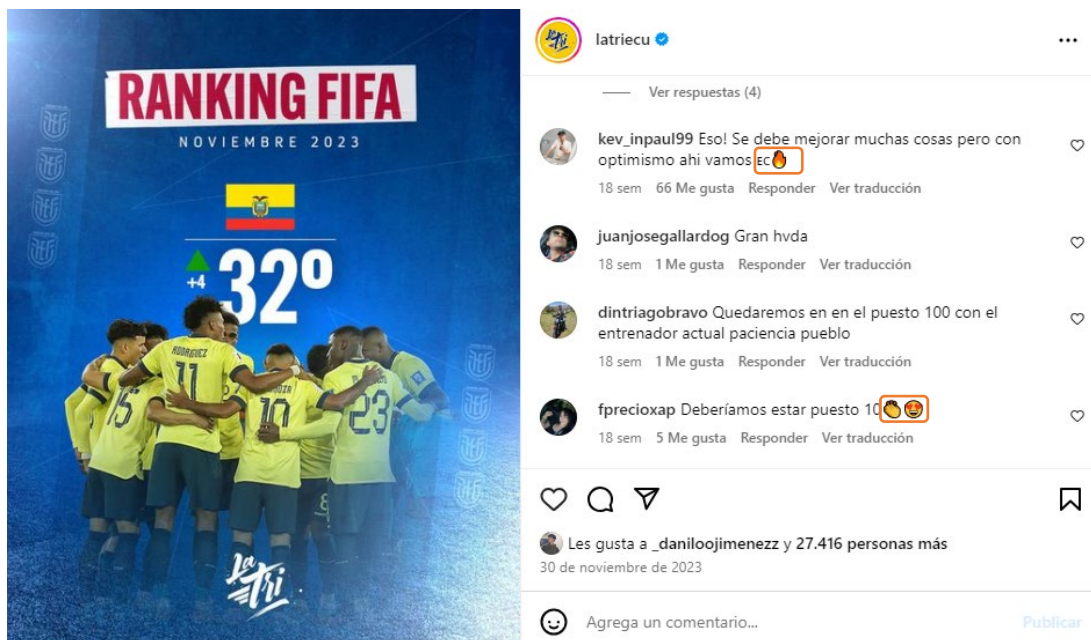 RANKING FIFA
NOVIEMBRE 2023
+4
32º
RODRIGUEZ
11
15
10
23
8
La
Tri
La
Tri
latriecu
Ver respuestas (4)
kev_inpaul99 Eso! Se debe mejorar muchas cosas pero con
optimismo ahi vamos EC🔥
18 sem 66 Me gusta Responder Ver traducción
juanjosegallardog Gran hvda
18 sem 1 Me gusta Responder Ver traducción
dintriagobravo Quedaremos en en el puesto 100 con el
entrenador actual paciencia pueblo
18 sem 1 Me gusta Responder Ver traducción
fprecioxap Deberíamos estar puesto 10👏😍
18 sem 5 Me gusta Responder Ver traducción
Les gusta a _daniloojimenezz y 27.416 personas más
30 de noviembre de 2023
Agrega un comentario...
Publicar